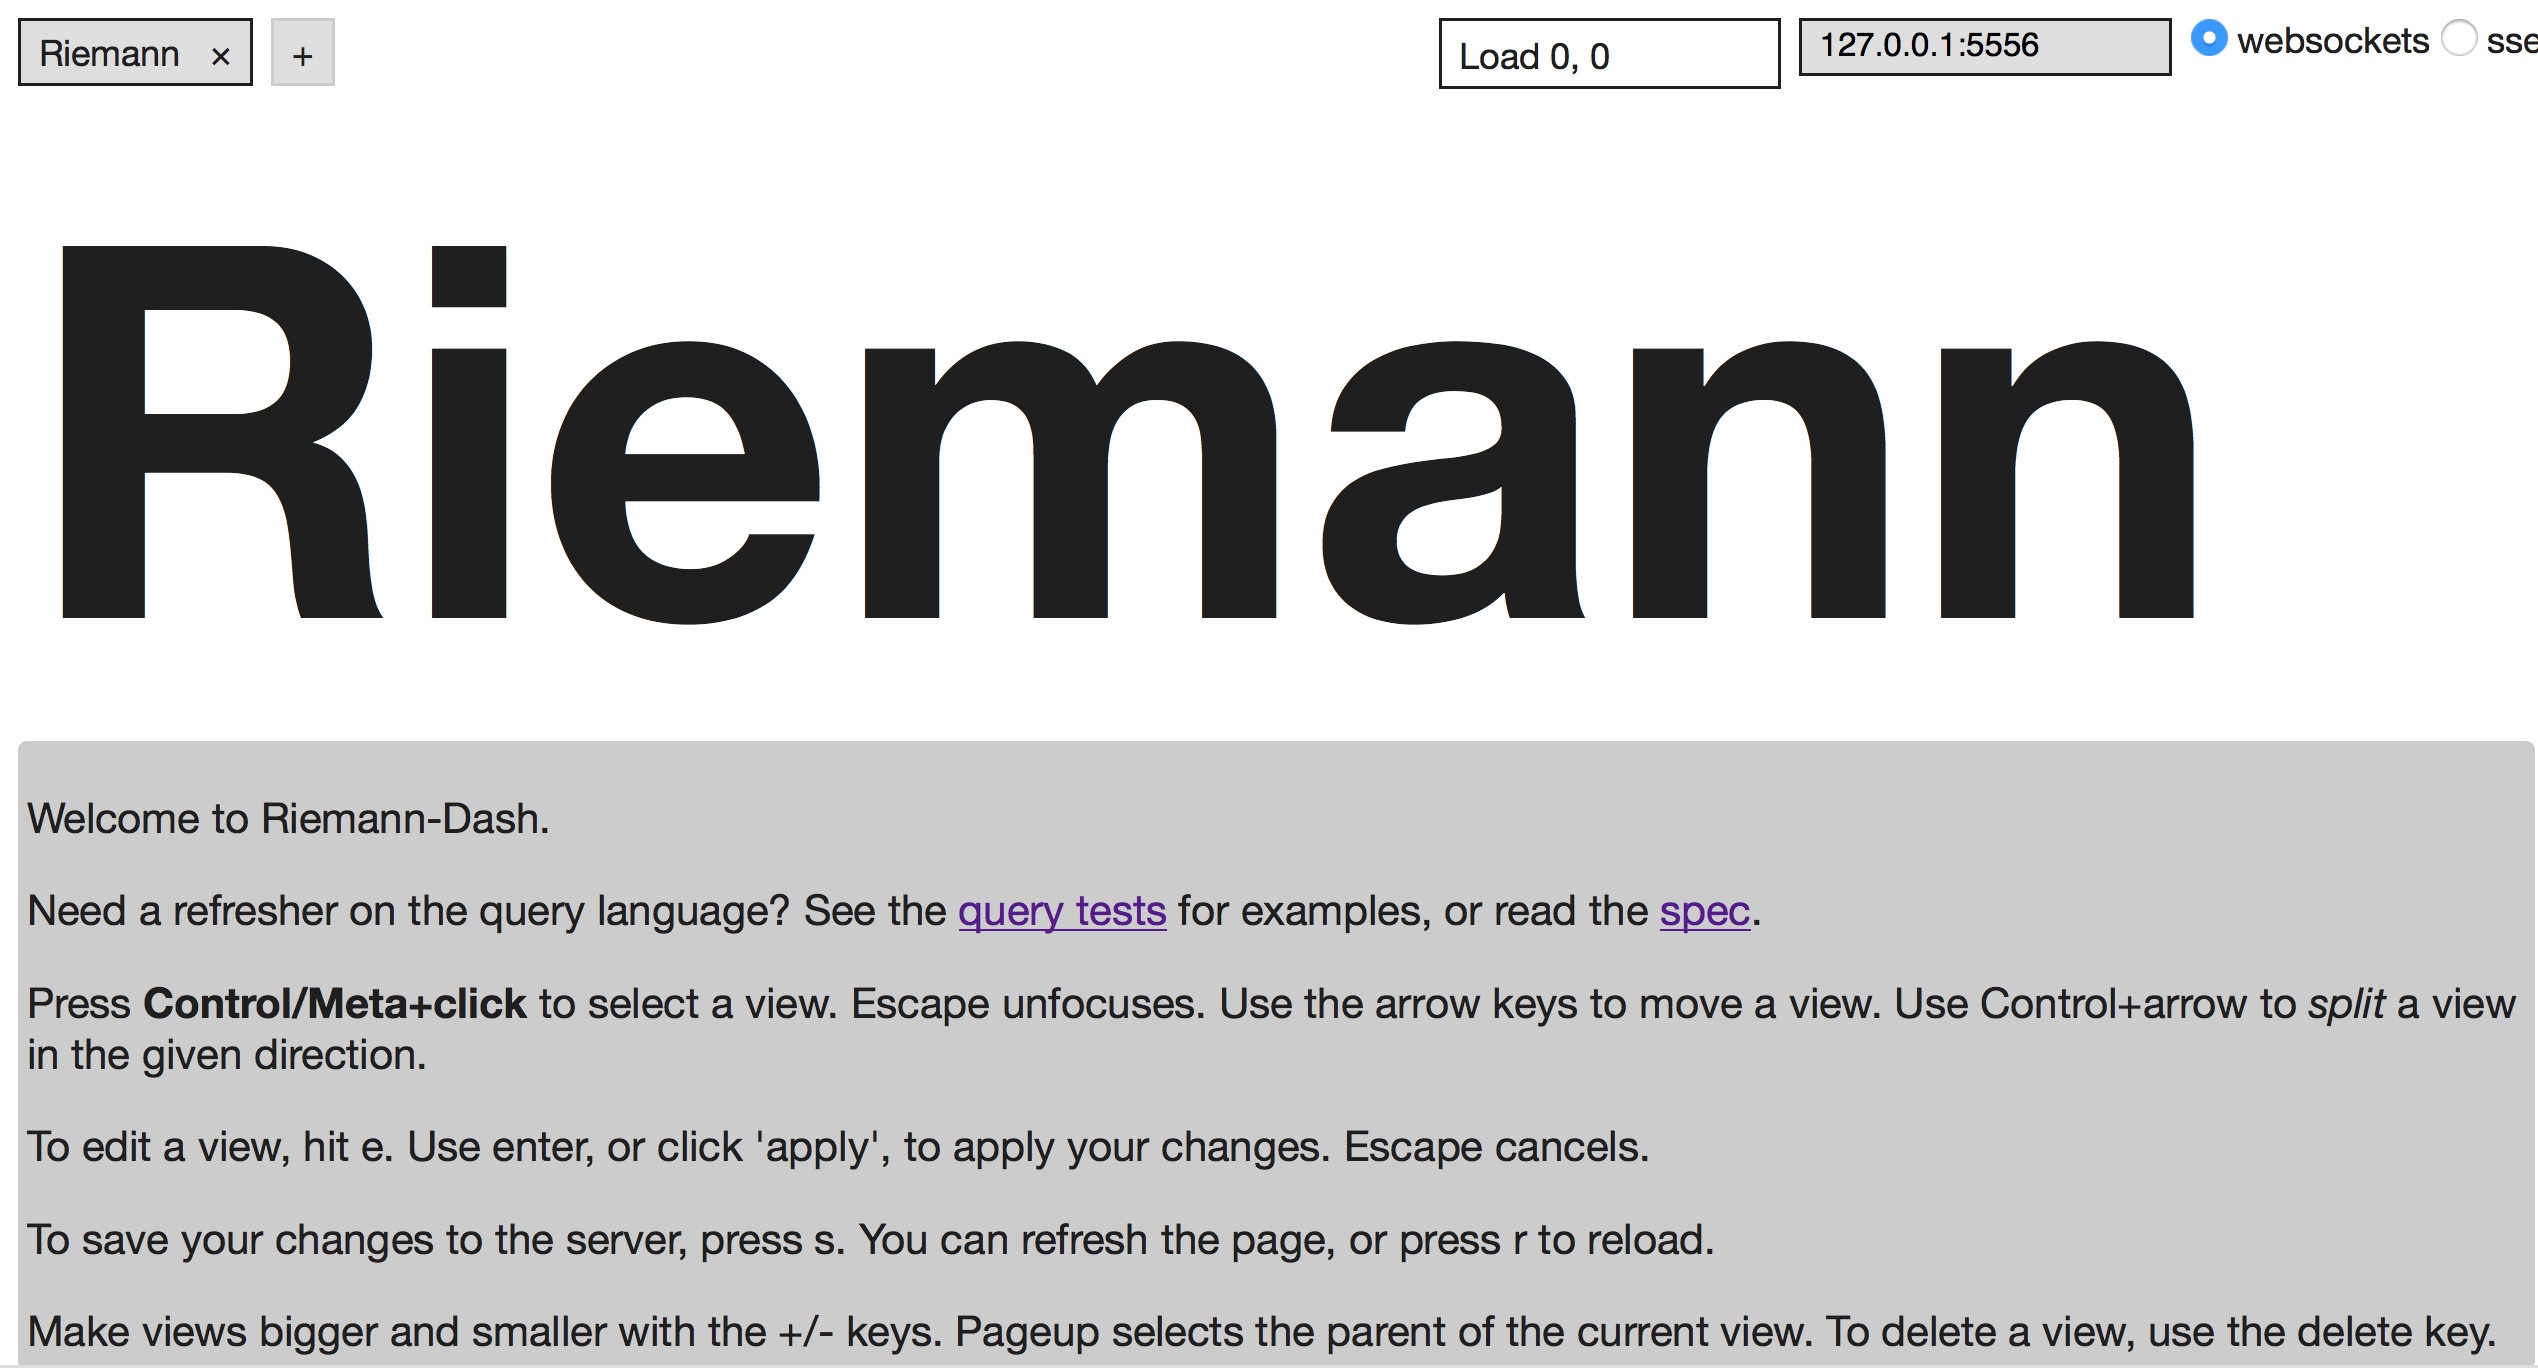 Riemann × +
Load 0, 0
127.0.0.1:5556
websockets sse
Riemann
Welcome to Riemann-Dash.
Need a refresher on the query language? See the query tests for examples, or read the spec.
Press Control/Meta+click to select a view. Escape unfocuses. Use the arrow keys to move a view. Use Control+arrow to split a view
in the given direction.
To edit a view, hit e. Use enter, or click 'apply', to apply your changes. Escape cancels.
To save your changes to the server, press s. You can refresh the page, or press r to reload.
Make views bigger and smaller with the +/- keys. Pageup selects the parent of the current view. To delete a view, use the delete key.